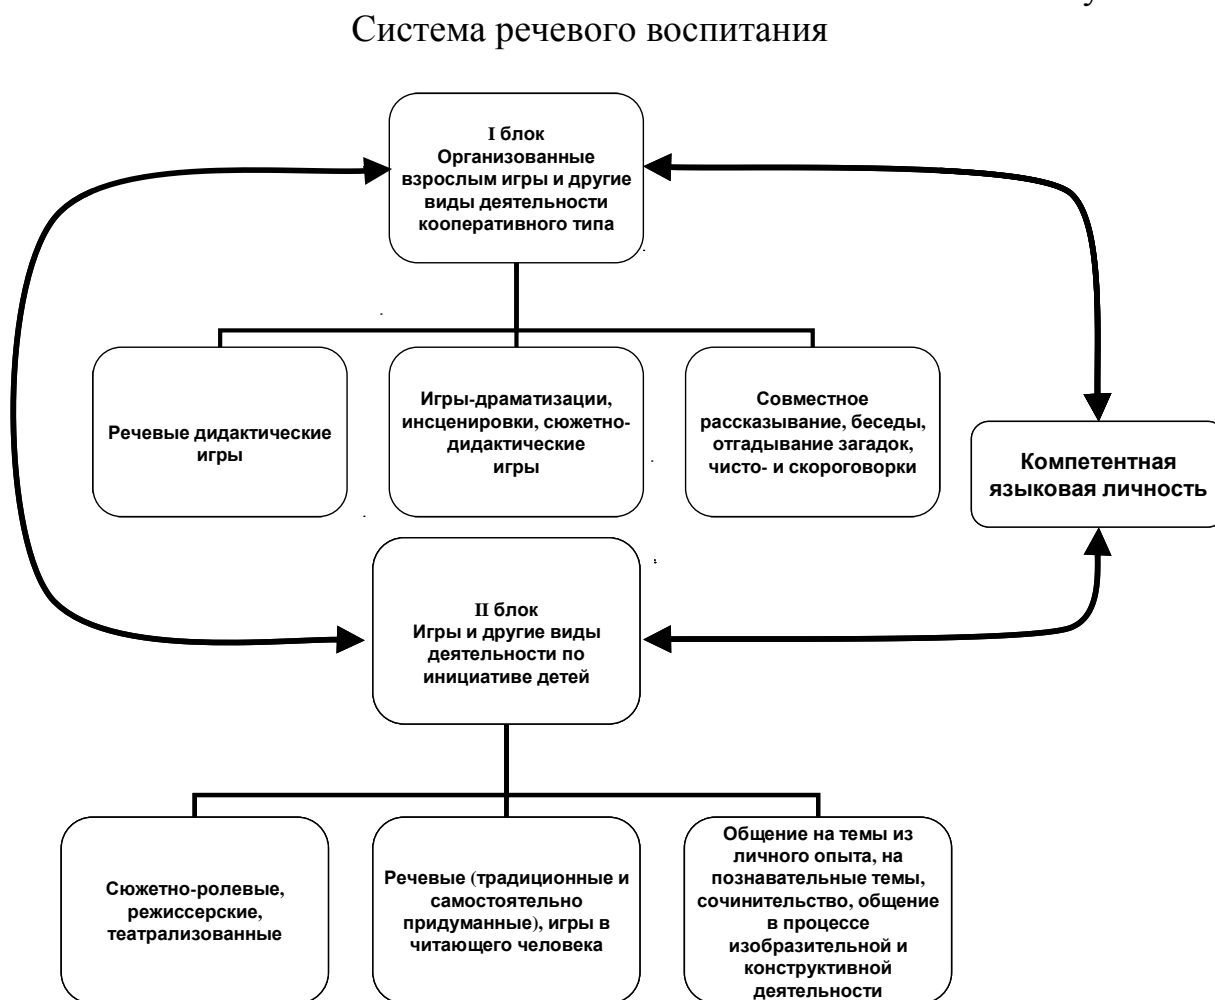 Система речевого воспитания
I блок
Организованные
взрослым игры и другие
виды деятельности
кооперативного типа
Речевые дидактические
игры
Игры-драматизации,
инсценировки, сюжетно-
дидактические
игры
Совместное
рассказывание, беседы,
отгадывание загадок,
чисто- и скороговорки
Компетентная
языковая личность
II блок
Игры и другие виды
деятельности по
инициативе детей
Сюжетно-ролевые,
режиссерские,
театрализованные
Речевые (традиционные и
самостоятельно
придуманные), игры в
читающего человека
Общение на темы из
личного опыта, на
познавательные темы,
сочинительство, общение
в процессе
изобразительной и
конструктивной
деятельности